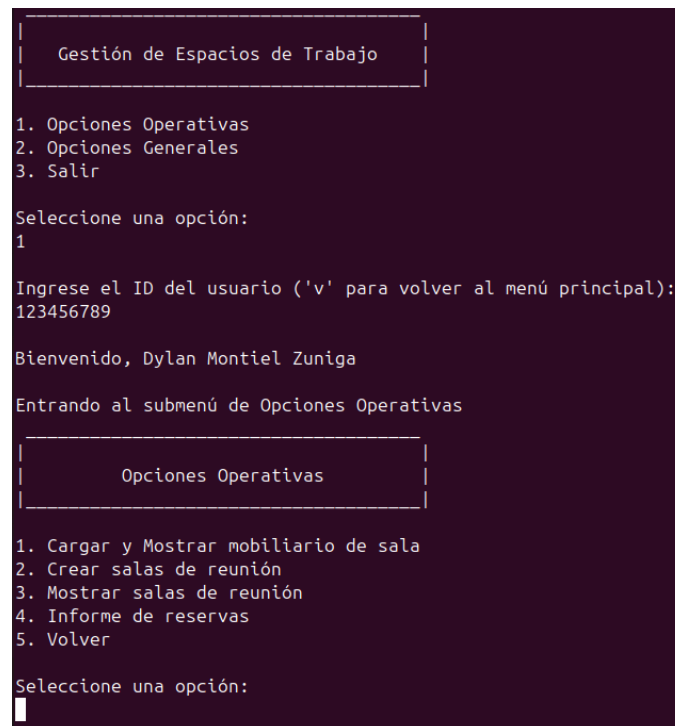 Gestión de Espacios de Trabajo
1. Opciones Operativas
2. Opciones Generales
3. Salir
Seleccione una opción:
1
Ingrese el ID del usuario ('v' para volver al menú principal):
123456789
Bienvenido, Dylan Montiel Zuniga
Entrando al submenú de Opciones Operativas
Opciones Operativas
1. Cargar y Mostrar mobiliario de sala
2. Crear salas de reunión
3. Mostrar salas de reunión
4. Informe de reservas
5. Volver
Seleccione una opción: